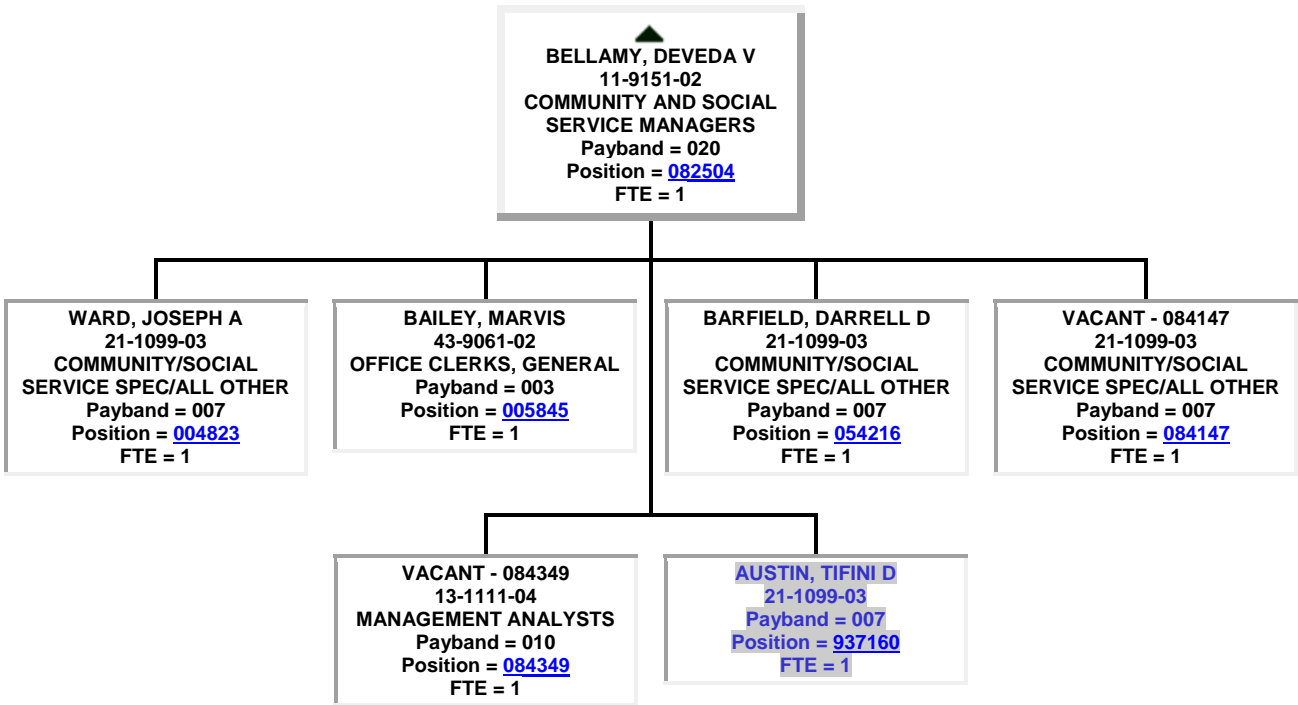 BELLAMY, DEVEDA V
11-9151-02
COMMUNITY AND SOCIAL
SERVICE MANAGERS
Payband = 020
Position = 082504
FTE = 1
WARD, JOSEPH A
21-1099-03
COMMUNITY/SOCIAL
SERVICE SPEC/ALL OTHER
Payband = 007
Position = 004823
FTE = 1
BAILEY, MARVIS
43-9061-02
OFFICE CLERKS, GENERAL
Payband = 003
Position = 005845
FTE = 1
BARFIELD, DARRELL D
21-1099-03
COMMUNITY/SOCIAL
SERVICE SPEC/ALL OTHER
Payband = 007
Position = 054216
FTE = 1
VACANT - 084147
21-1099-03
COMMUNITY/SOCIAL
SERVICE SPEC/ALL OTHER
Payband = 007
Position = 084147
FTE = 1
VACANT - 084349
13-1111-04
MANAGEMENT ANALYSTS
Payband = 010
Position = 084349
FTE = 1
AUSTIN, TIFINI D
21-1099-03
Payband = 007
Position = 937160
FTE = 1